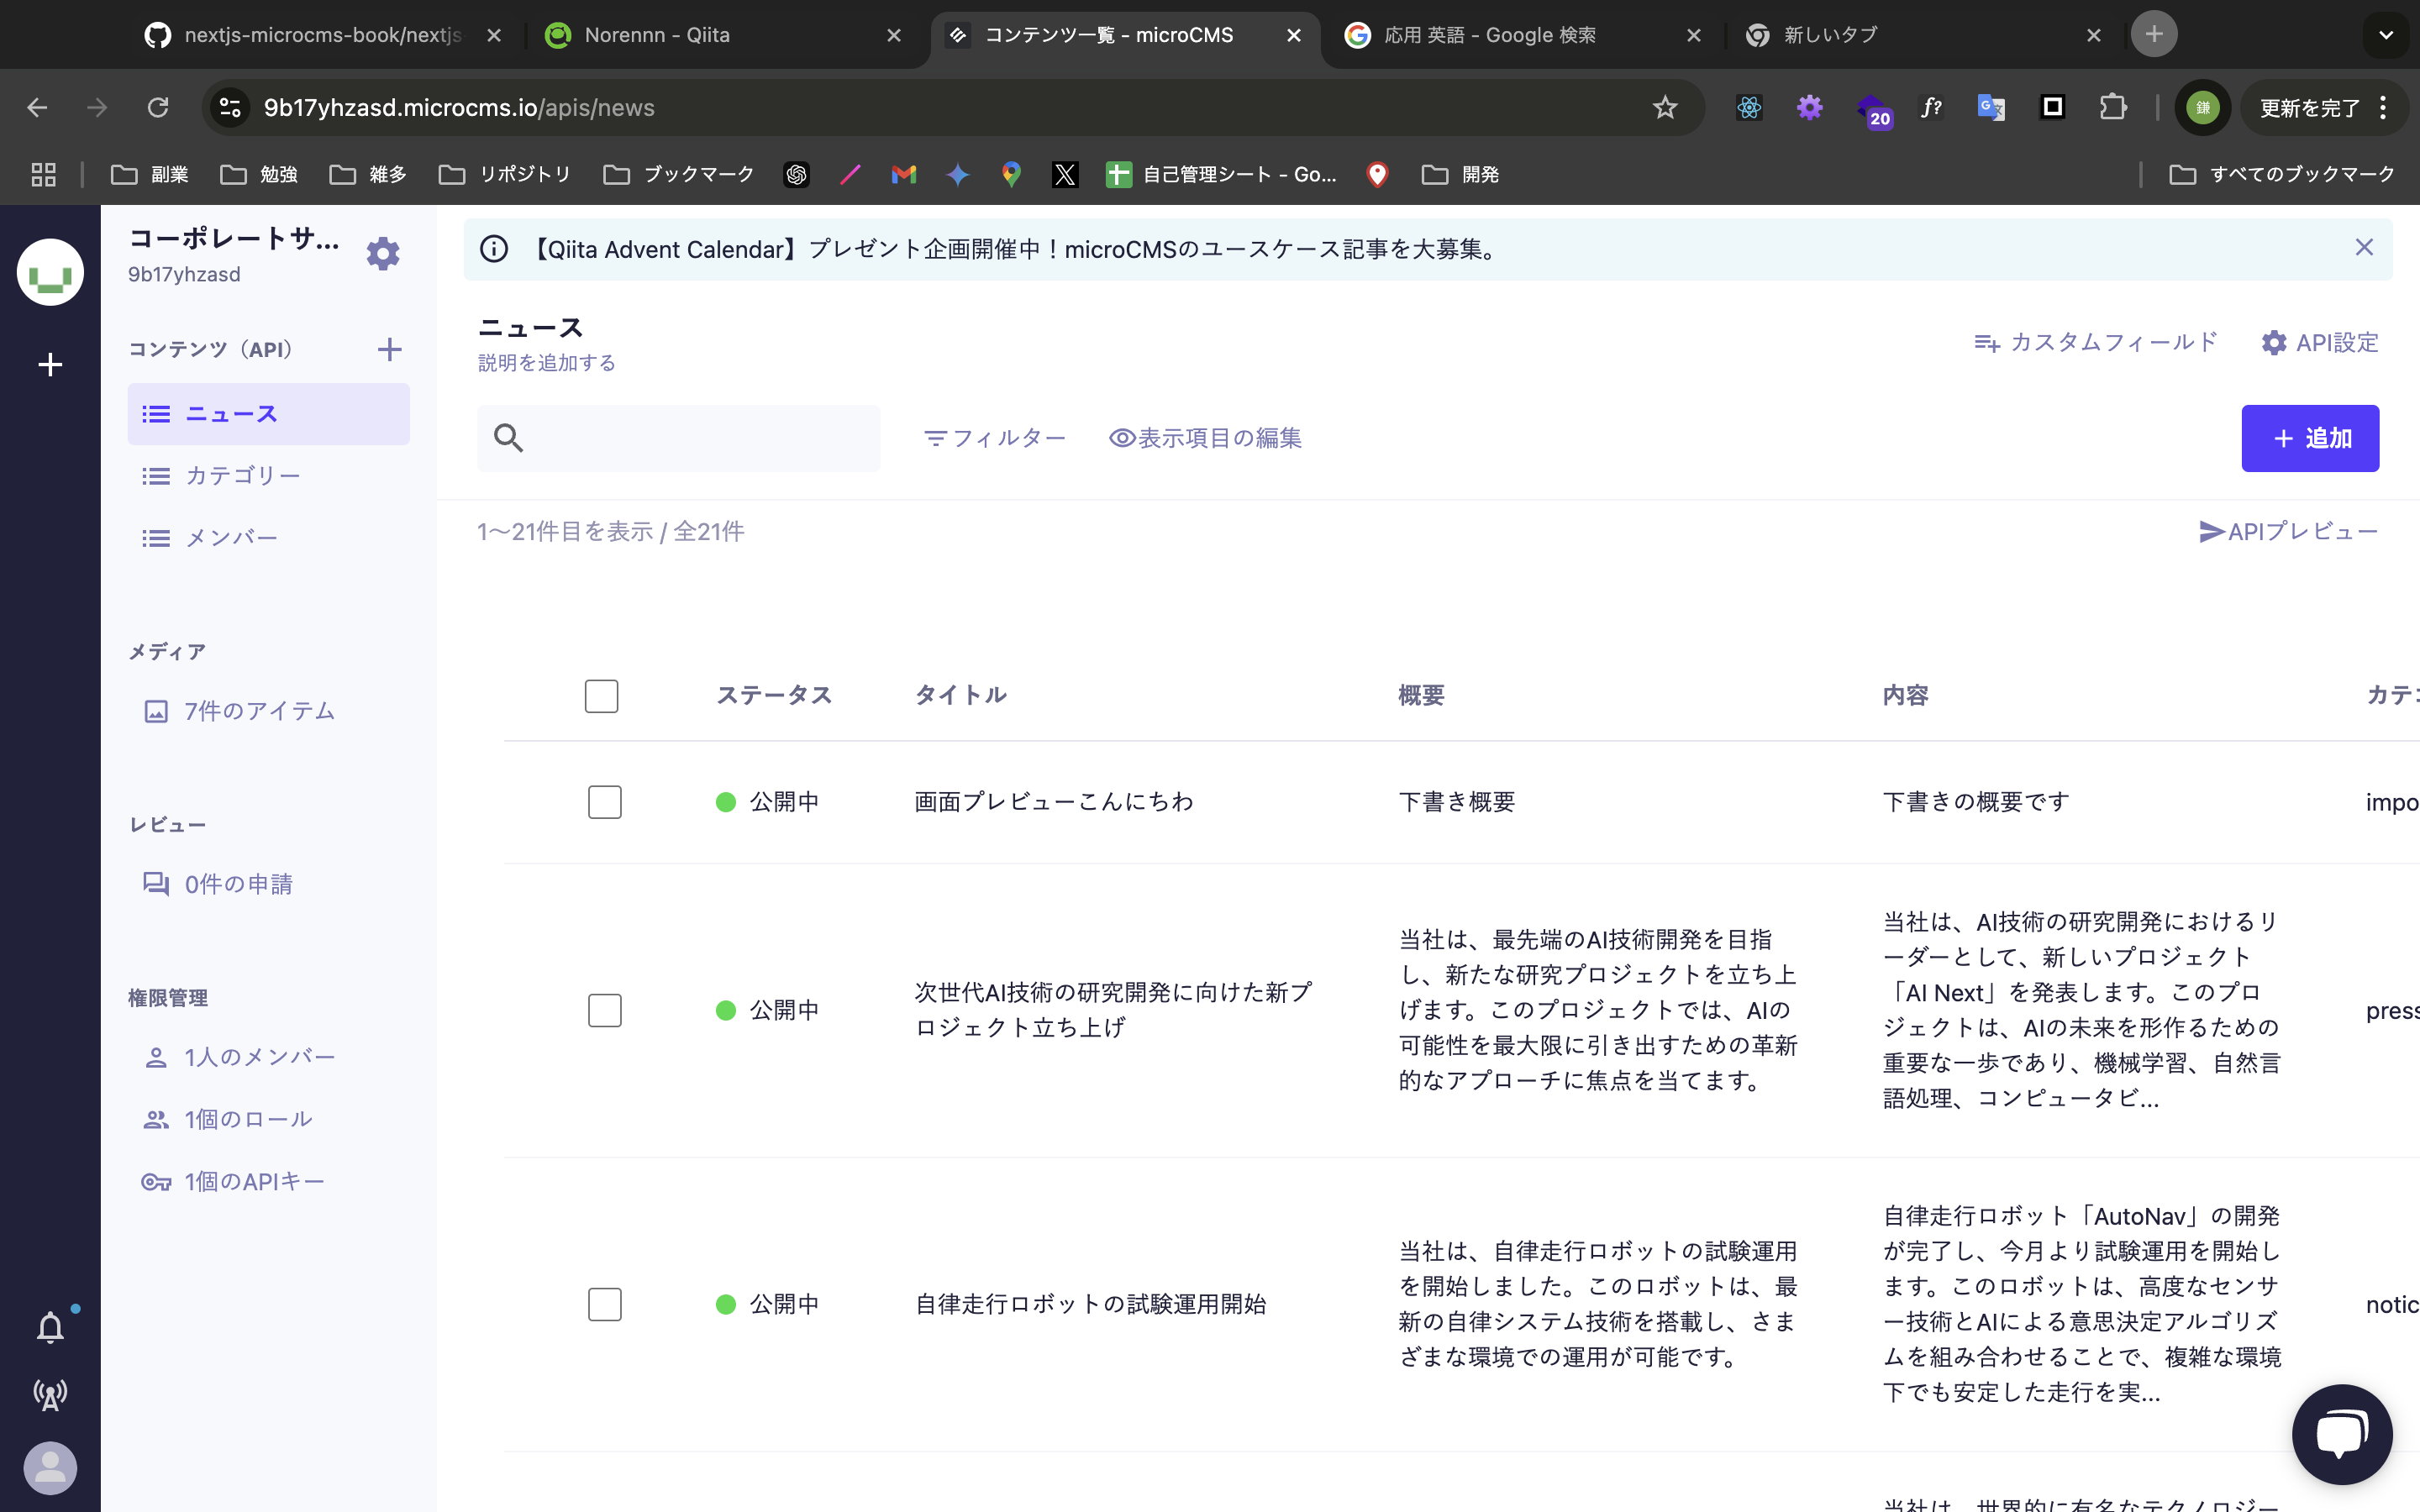 nextjs-microcms-book/nextjs-
Norennn - Qiita
コンテンツ一覧 - microCMS
応用 英語 - Google 検索
新しいタブ
9b17yhzasd.microcms.io/apis/news
20
f?
鎌
更新を完了
副業
勉強
雑多
リポジトリ
ブックマーク
自己管理シート - Go...
開発
すべてのブックマーク
コーポレートサ...
9b17yhzasd
【Qiita Advent Calendar】プレゼント企画開催中！microCMSのユースケース記事を大募集。
コンテンツ（API）
ニュース
カテゴリー
メンバー
メディア
7件のアイテム
レビュー
0件の申請
権限管理
1人のメンバー
1個のロール
1個のAPIキー
ニュース
説明を追加する
カスタムフィールド
API設定
フィルター
表示項目の編集
追加
1〜21件目を表示 / 全21件
APIプレビュー
ステータス
タイトル
概要
内容
カテゴ
公開中
画面プレビューこんにちわ
下書き概要
下書きの概要です
impo
公開中
次世代AI技術の研究開発に向けた新プ
ロジェクト立ち上げ
当社は、最先端のAI技術開発を目指
し、新たな研究プロジェクトを立ち上
げます。このプロジェクトでは、AIの
可能性を最大限に引き出すための革新
的なアプローチに焦点を当てます。
当社は、AI技術の研究開発におけるリ
ーダーとして、新しいプロジェクト
「AI Next」を発表します。このプロ
ジェクトは、AIの未来を形作るための
重要な一歩であり、機械学習、自然言
語処理、コンピュータビ...
press
公開中
自律走行ロボットの試験運用開始
当社は、自律走行ロボットの試験運用
を開始しました。このロボットは、最
新の自律システム技術を搭載し、さま
ざまな環境での運用が可能です。
自律走行ロボット「AutoNav」の開発
が完了し、今月より試験運用を開始し
ます。このロボットは、高度なセンサ
ー技術とAIによる意思決定アルゴリズ
ムを組み合わせることで、複雑な環境
下でも安定した走行を実...
notic
当社は、世界的に有名なテクノロジー